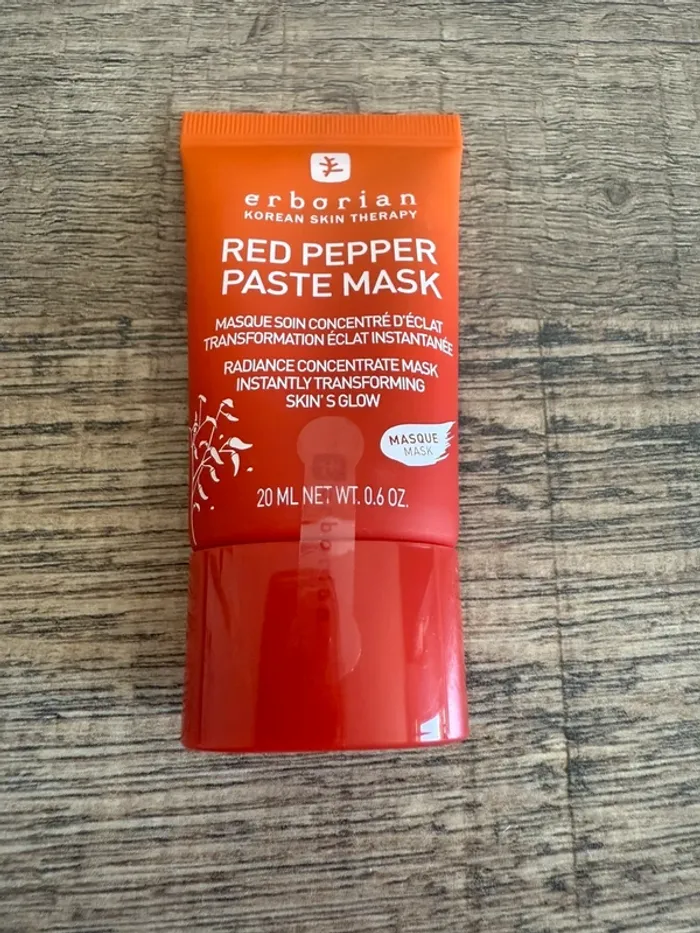 erborian
KOREAN SKIN THERAPY
RED PEPPER
PASTE MASK
MASQUE SOIN CONCENTRÉ D'ÉCLAT
TRANSFORMATION ÉCLAT INSTANTANÉE
RADIANCE CONCENTRATE MASK
INSTANTLY TRANSFORMING
SKIN'S GLOW
MASQUE
MASK
20 ML NET WT. 0.6 OZ.
erborian